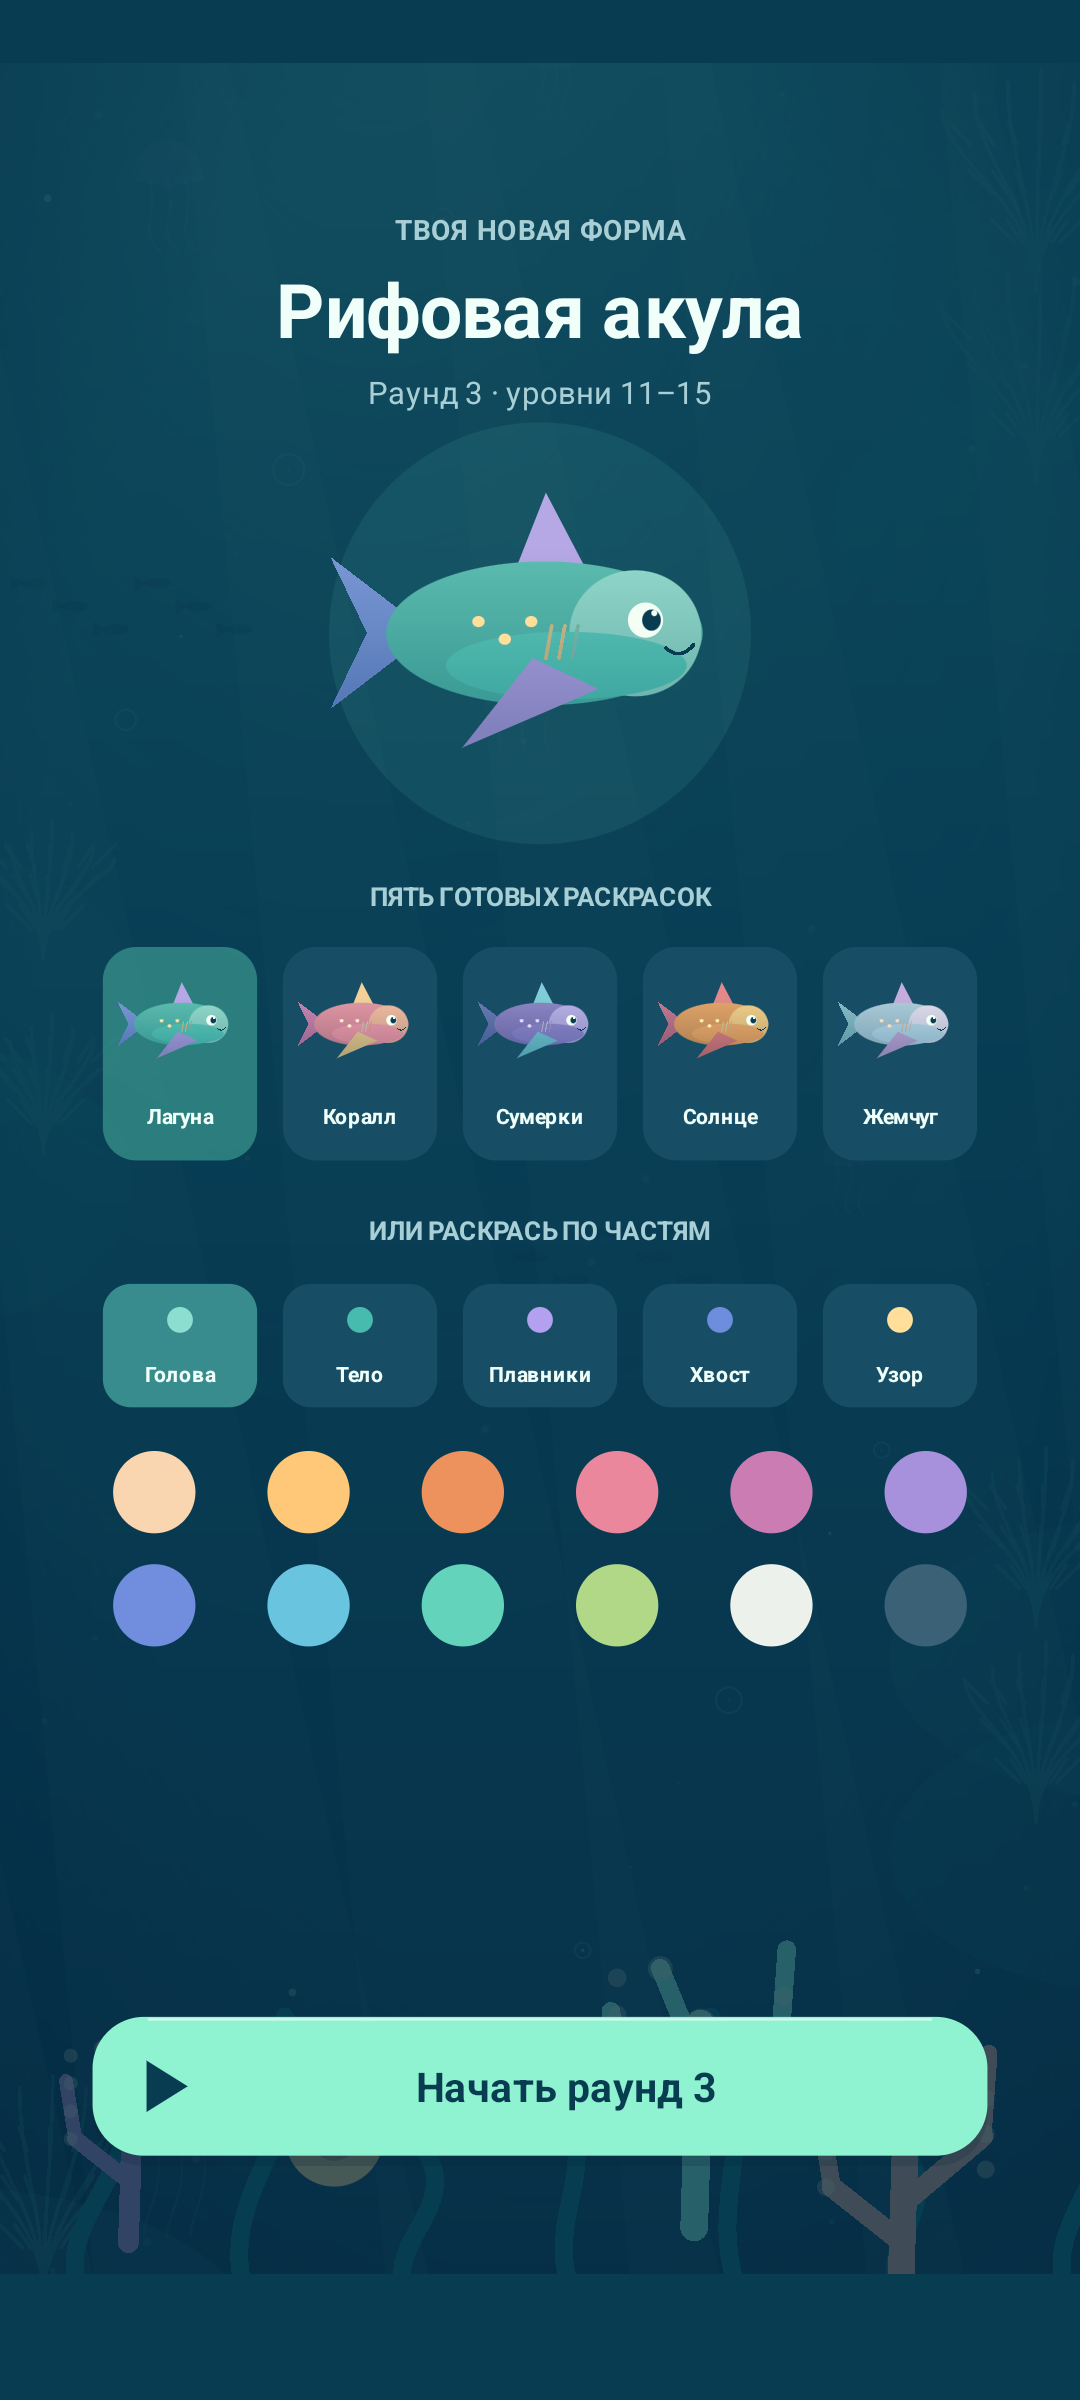 ТВОЯ НОВАЯ ФОРМА
Рифовая акула
Раунд 3 · уровни 11–15
ПЯТЬ ГОТОВЫХ РАСКРАСОК
Лагуна
Коралл
Сумерки
Солнце
Жемчуг
ИЛИ РАСКРАСЬ ПО ЧАСТЯМ
Голова
Тело
Плавники
Хвост
Узор
Начать раунд 3